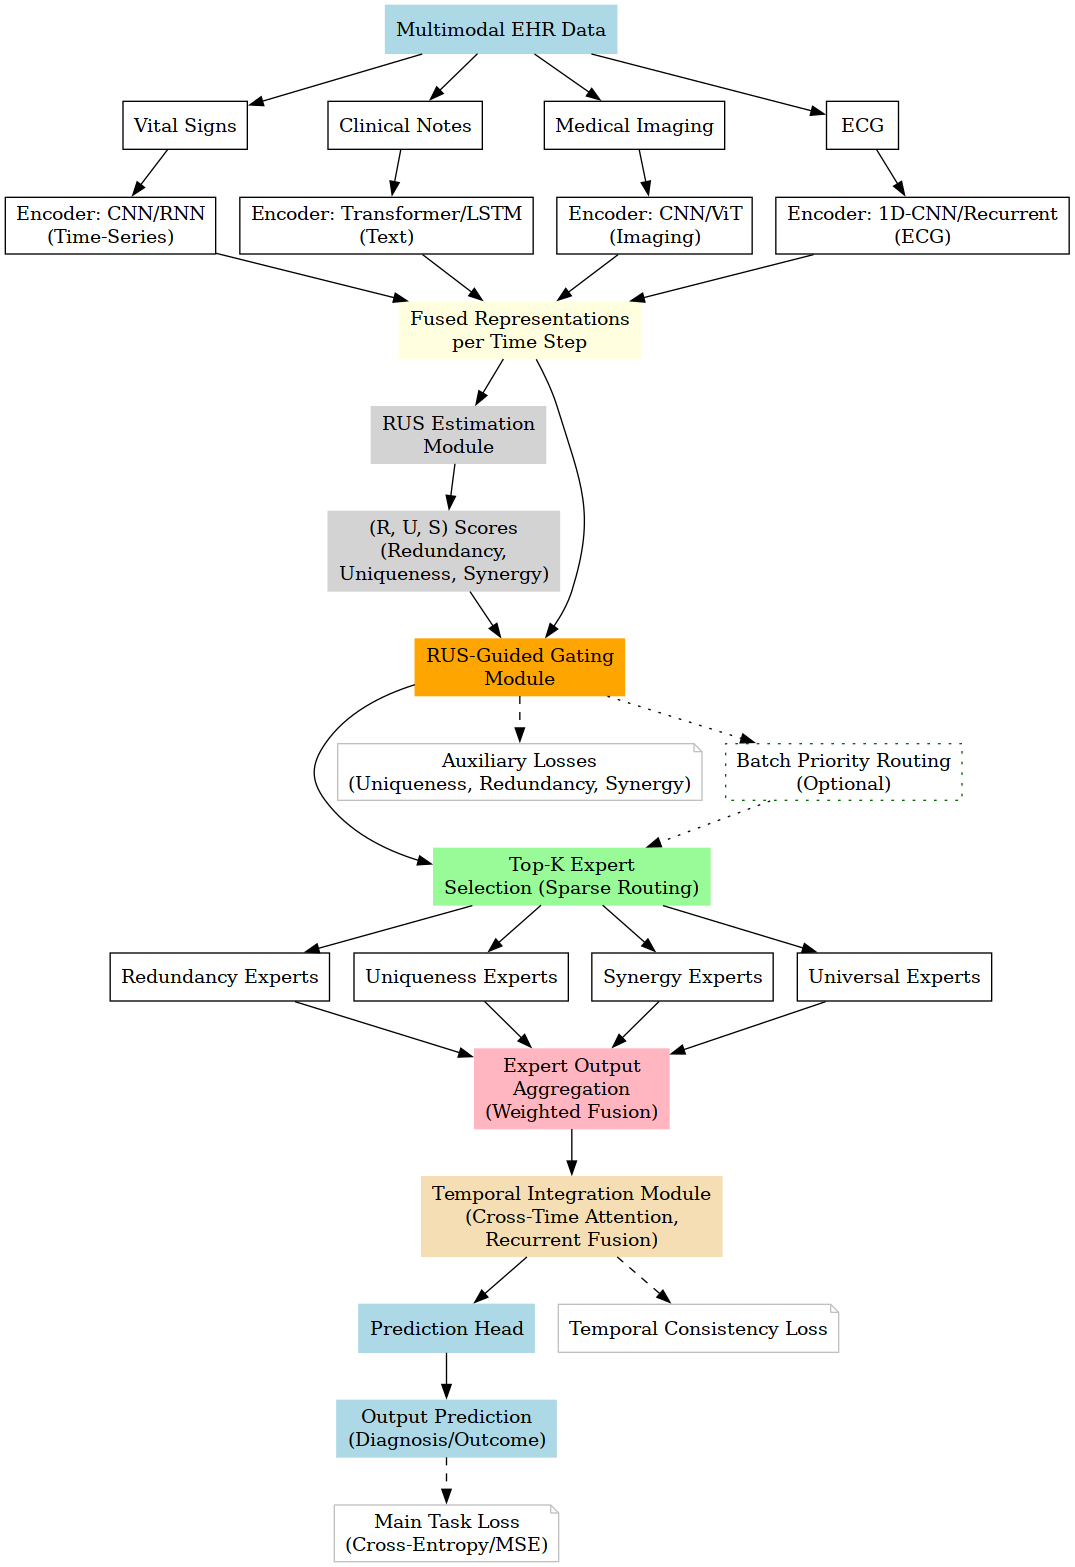 Multimodal EHR Data
Vital Signs
Clinical Notes
Medical Imaging
ECG
Encoder: CNN/RNN
(Time-Series)
Encoder: Transformer/LSTM
(Text)
Encoder: CNN/ViT
(Imaging)
Encoder: 1D-CNN/Recurrent
(ECG)
Fused Representations
per Time Step
RUS Estimation
Module
(R, U, S) Scores
(Redundancy,
Uniqueness, Synergy)
RUS-Guided Gating
Module
Auxiliary Losses
(Uniqueness, Redundancy, Synergy)
Batch Priority Routing
(Optional)
Top-K Expert
Selection (Sparse Routing)
Redundancy Experts
Uniqueness Experts
Synergy Experts
Universal Experts
Expert Output
Aggregation
(Weighted Fusion)
Temporal Integration Module
(Cross-Time Attention,
Recurrent Fusion)
Prediction Head
Temporal Consistency Loss
Output Prediction
(Diagnosis/Outcome)
Main Task Loss
(Cross-Entropy/MSE)